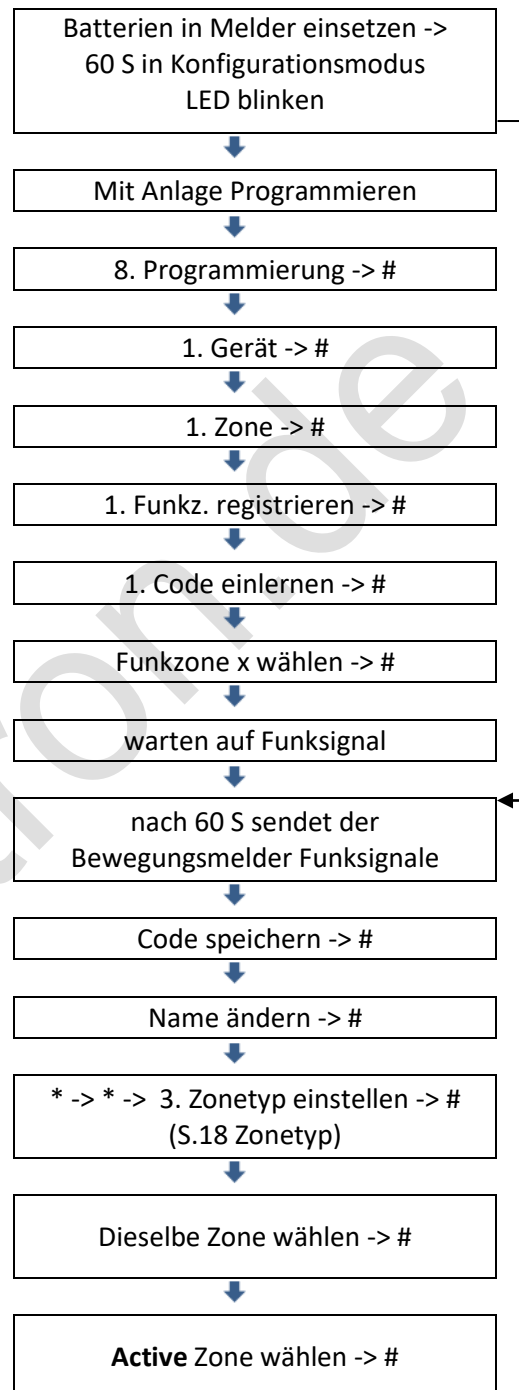 Batterien in Melder einsetzen ->
60 S in Konfigurationsmodus
LED blinken
Mit Anlage Programmieren
8. Programmierung -> #
1. Gerät -> #
1. Zone -> #
1. Funkz. registrieren -> #
1. Code einlernen -> #
Funkzone x wählen -> #
warten auf Funksignal
nach 60 S sendet der
Bewegungsmelder Funksignale
Code speichern -> #
Name ändern -> #
* -> * -> 3. Zonetyp einstellen -> #
(S.18 Zonetyp)
Dieselbe Zone wählen -> #
Active Zone wählen -> #